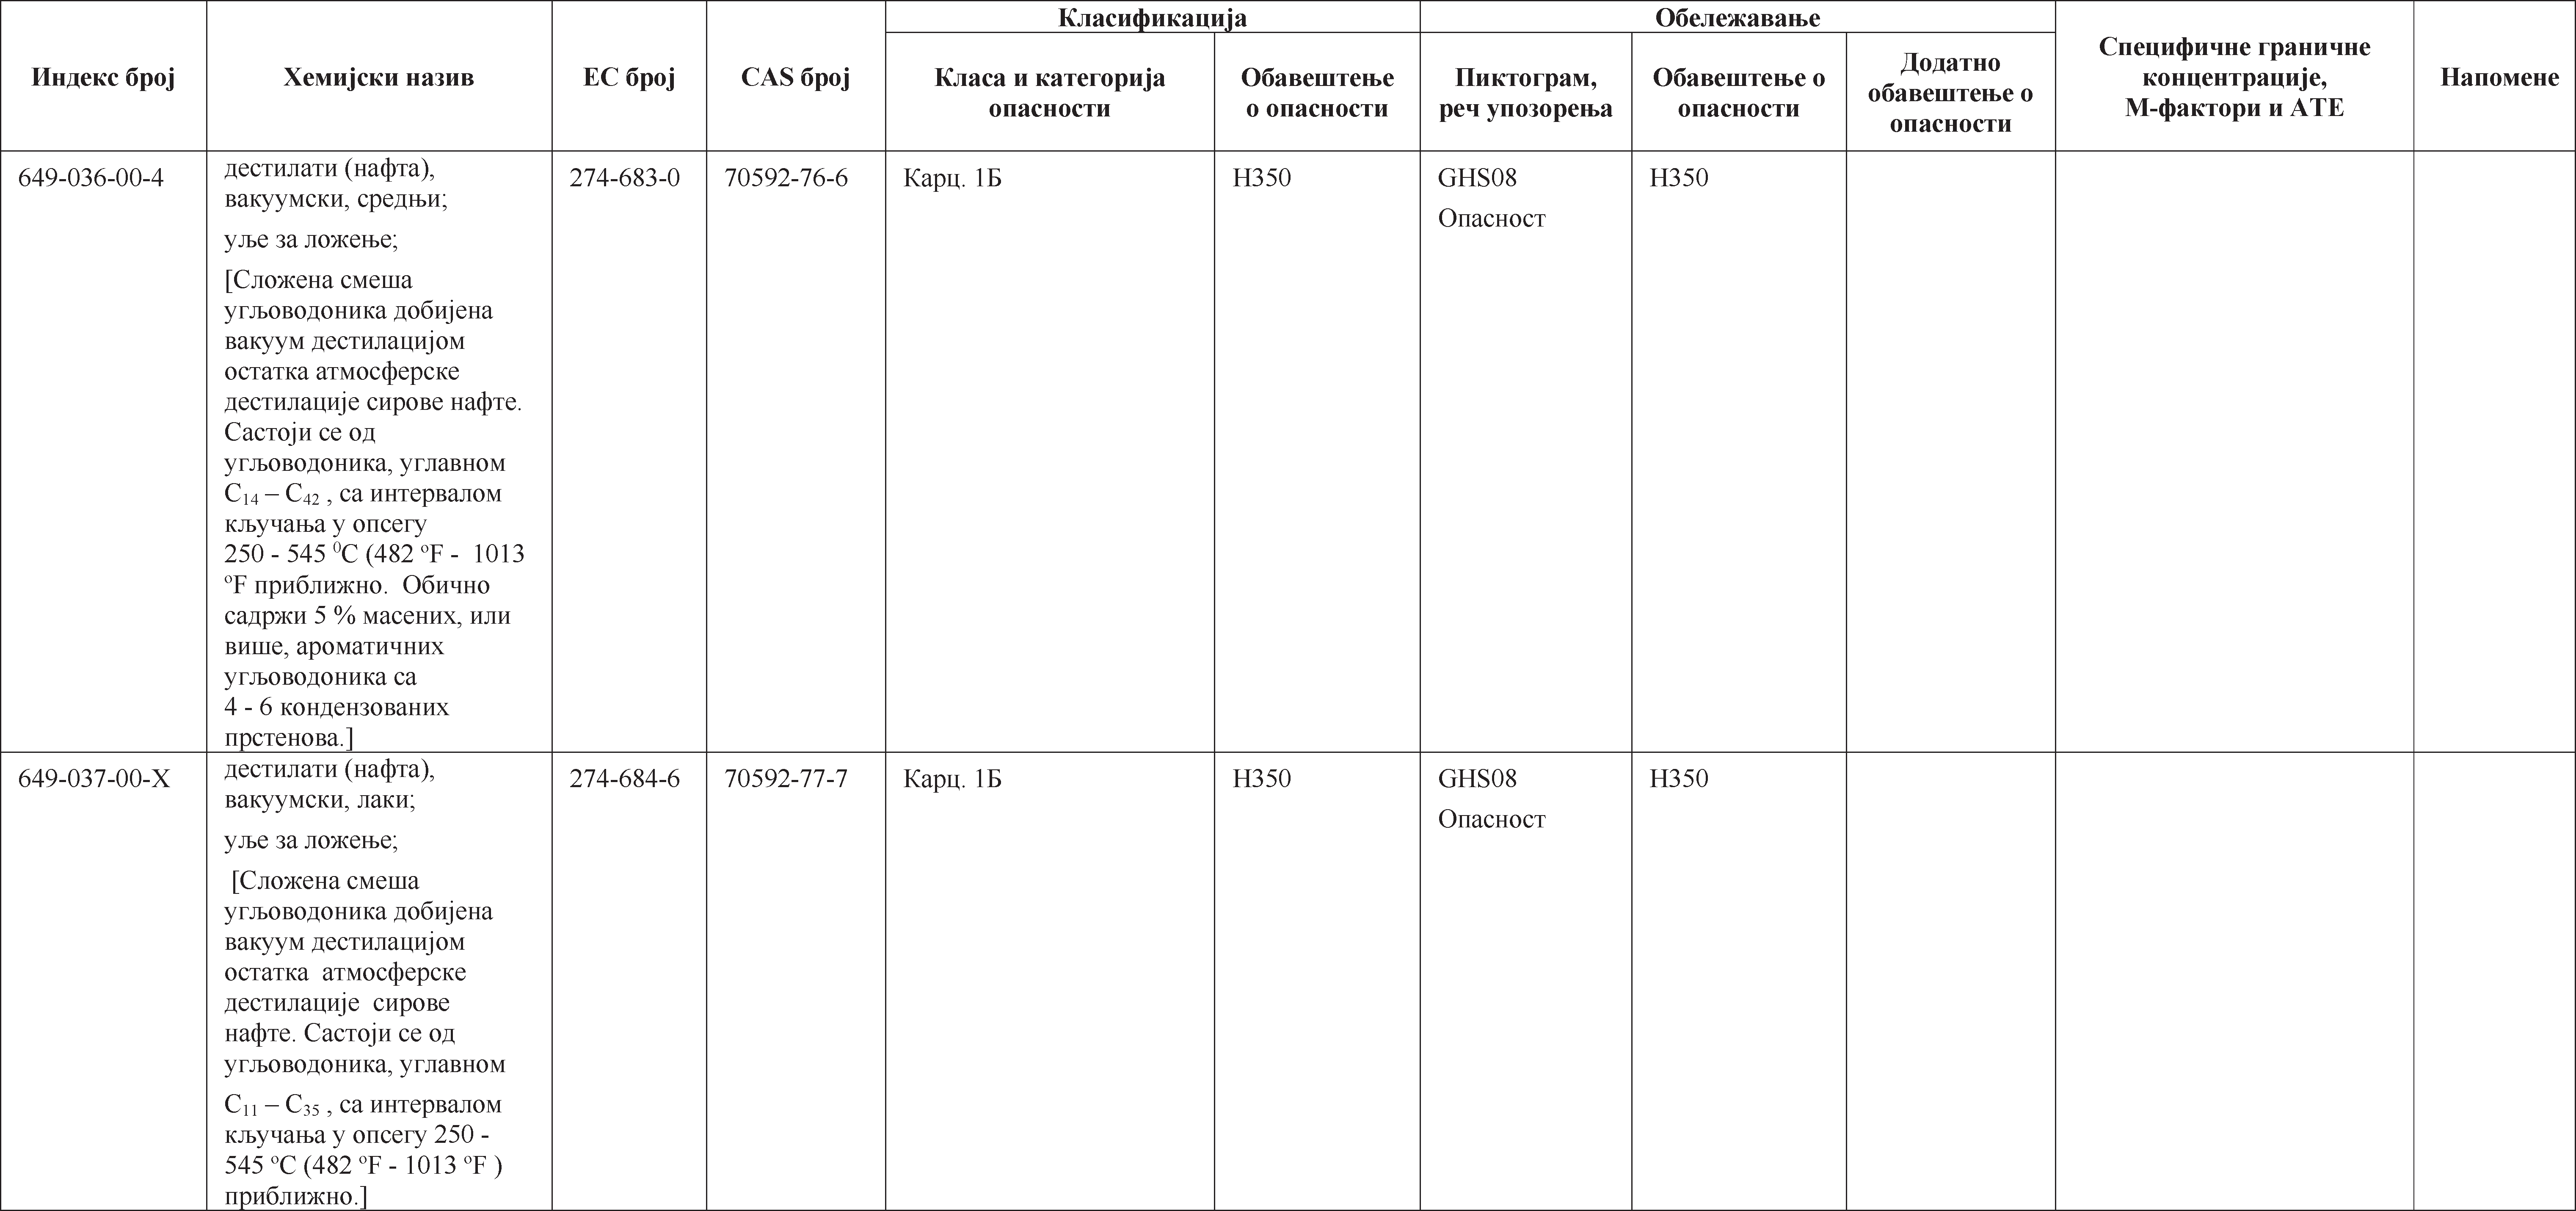 Класификација
Обележавање
Индекс број
Хемијски назив
ЕС број
CAS број
Класа и категорија
опасности
Обавештење
о опасности
Пиктограм,
реч упозорења
Обавештење о
опасности
Додатно
обавештење о
опасности
Специфичне граничне
концентрације,
М-фактори и АТЕ
Напомене
649-036-00-4
дестилати (нафта),
вакуумски, средњи;
уље за ложење;
[Сложена смеша
угљоводоника добијена
вакуум дестилацијом
остатка атмосферске
дестилације сирове нафте.
Састоји се од
угљоводоника, углавном
C₁₄ – C₄₂ , са интервалом
кључања у опсегу
250 - 545 ⁰C (482 ºF -  1013
ºF приближно.  Обично
садржи 5 % масених, или
више, ароматичних
угљоводоника са
4 - 6 кондензованих
прстенова.]
274-683-0
70592-76-6
Карц. 1Б
H350
GHS08
Опасност
H350
649-037-00-X
дестилати (нафта),
вакуумски, лаки;
уље за ложење;
[Сложена смеша
угљоводоника добијена
вакуум дестилацијом
остатка  атмосферске
дестилације  сирове
нафте. Састоји се од
угљоводоника, углавном
C₁₁ – C₃₅ , са интервалом
кључања у опсегу 250 -
545 ºC (482 ºF - 1013 ºF )
приближно.]
274-684-6
70592-77-7
Карц. 1Б
H350
GHS08
Опасност
H350